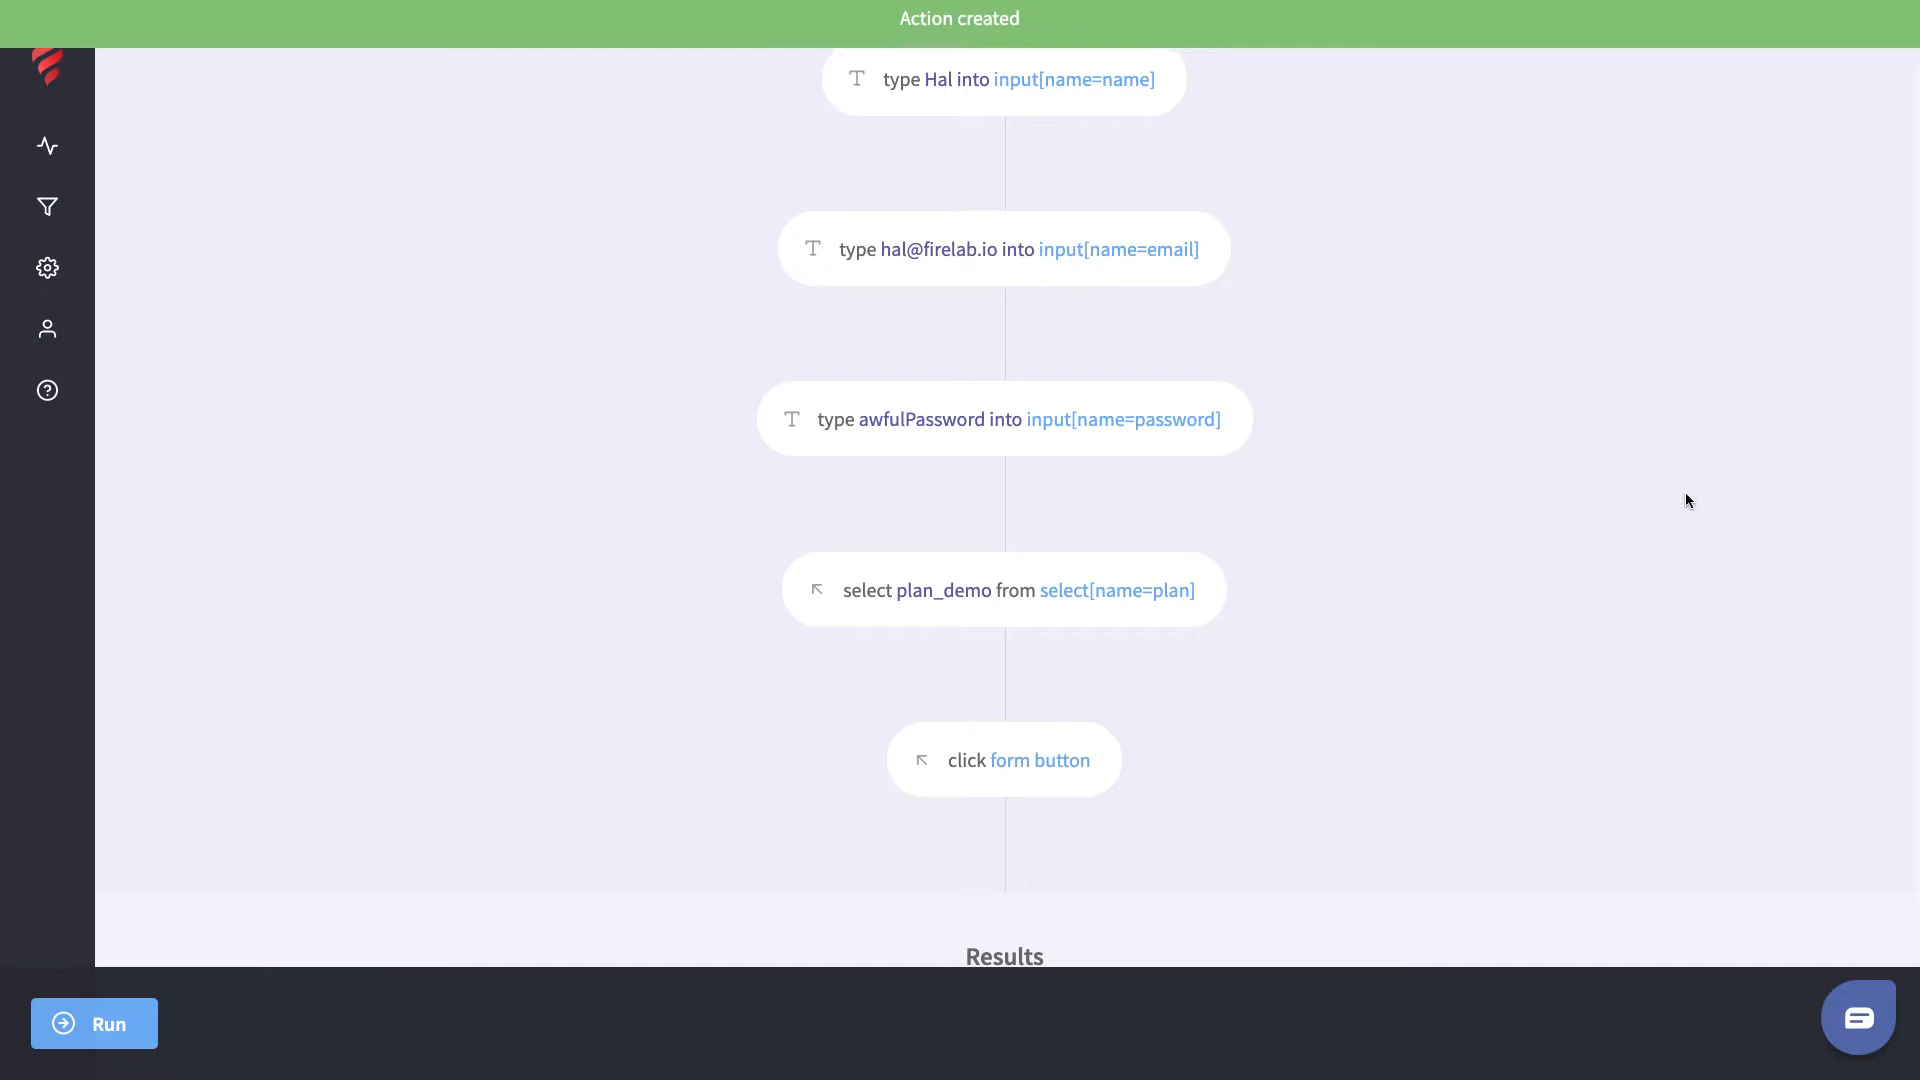 Action created
type Hal into input[name=name]
type hal@firelab.io into input[name=email]
type awfulPassword into input[name=password]
select plan_demo from select[name=plan]
click form button
Results
Run